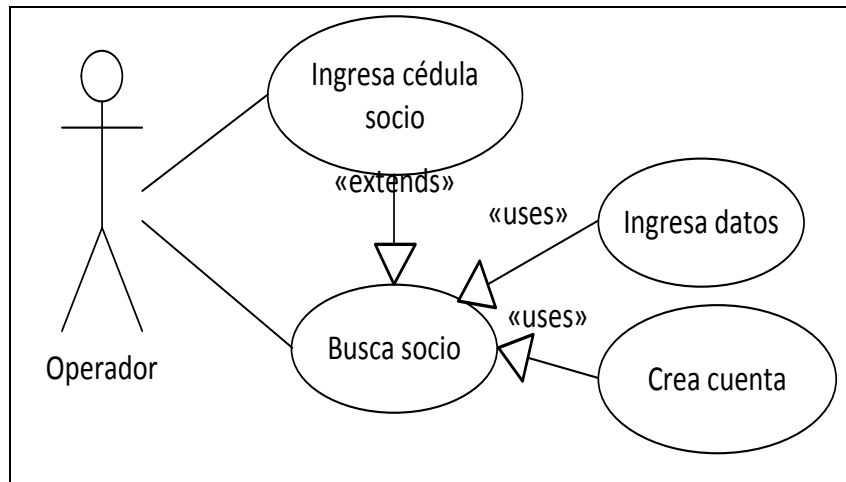 Ingresa cédula
socio
«extends»
«uses»
Ingresa datos
«uses»
Busca socio
Crea cuenta
Operador